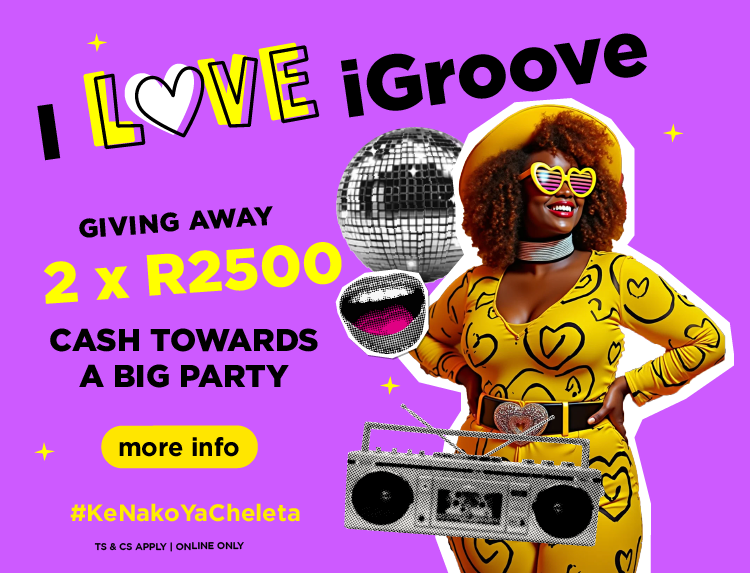 I LOVE iGroove
GIVING AWAY
2 x R2500
CASH TOWARDS
A BIG PARTY
more info
#KeNakoYaCheleta
TS & CS APPLY | ONLINE ONLY